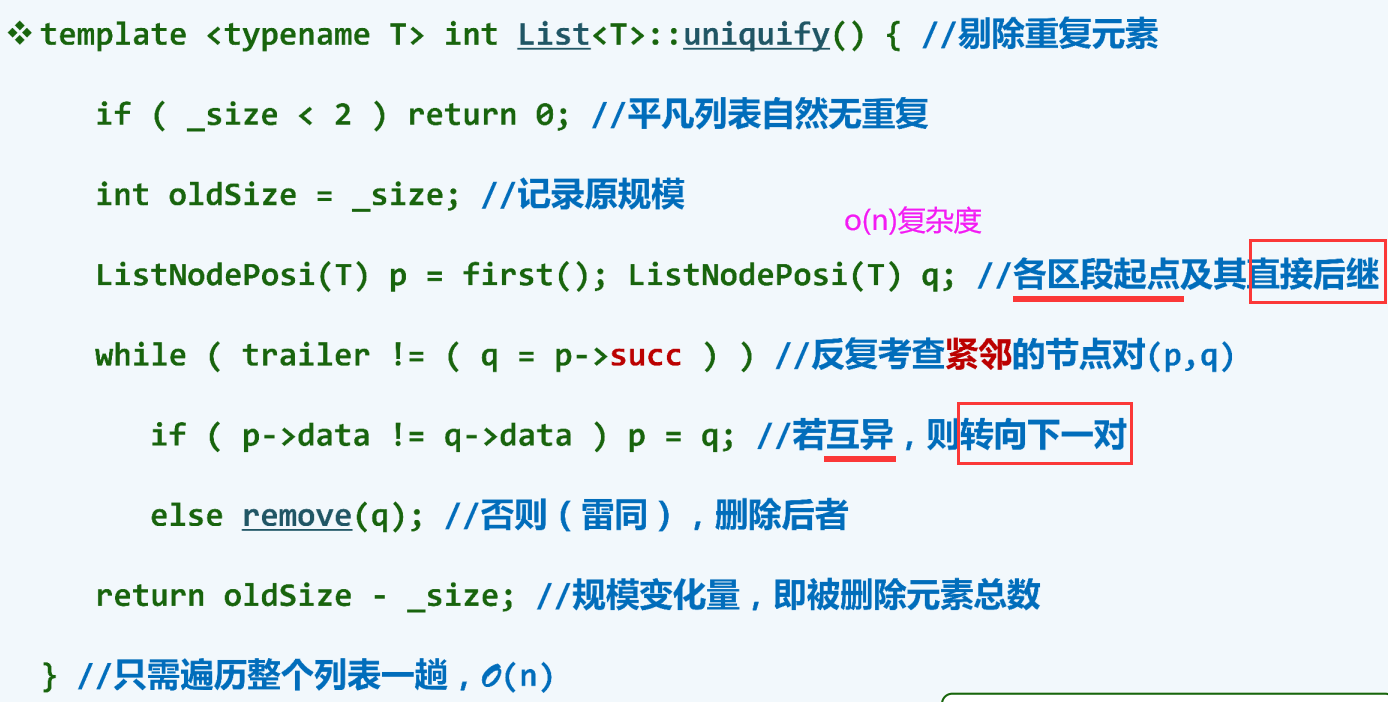 ❖template <typename T> int List<T>::uniquify() { //剔除重复元素
if ( _size < 2 ) return 0; //平凡列表自然无重复
int oldSize = _size; //记录原规模
o(n)复杂度
ListNodePosi(T) p = first(); ListNodePosi(T) q; //各区段起点及其直接后继
while ( trailer != ( q = p->succ ) ) //反复考查紧邻的节点对(p,q)
if ( p->data != q->data ) p = q; //若互异，则转向下一对
else remove(q); //否则（雷同），删除后者
return oldSize - _size; //规模变化量，即被删除元素总数
} //只需遍历整个列表一趟，O(n)